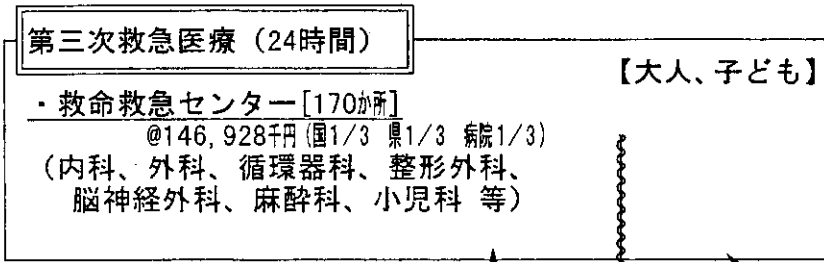 第三次救急医療（24時間）
【大人、子ども】
・救命救急センター[170か所]
@146,928千円(国1/3 県1/3 病院1/3)
（内科、外科、循環器科、整形外科、
脳神経外科、麻酔科、小児科 等）